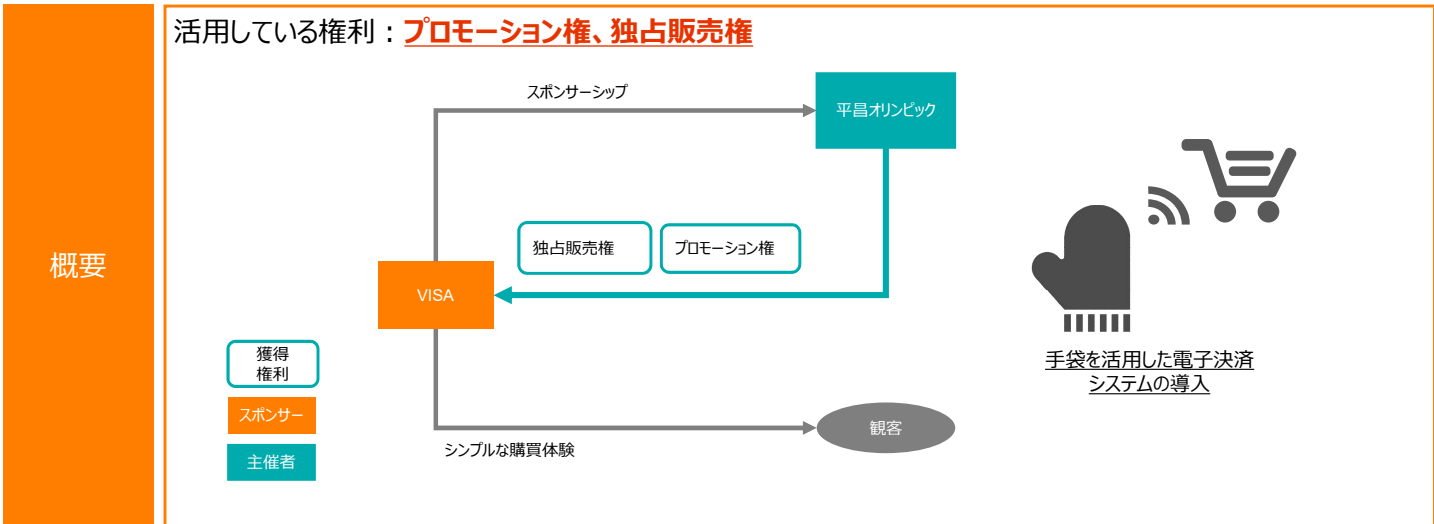 活用している権利：プロモーション権、独占販売権
概要
スポンサーシップ
平昌オリンピック
独占販売権
プロモーション権
VISA
獲得
権利
スポンサー
主催者
シンプルな購買体験
観客
手袋を活用した電子決済
システムの導入